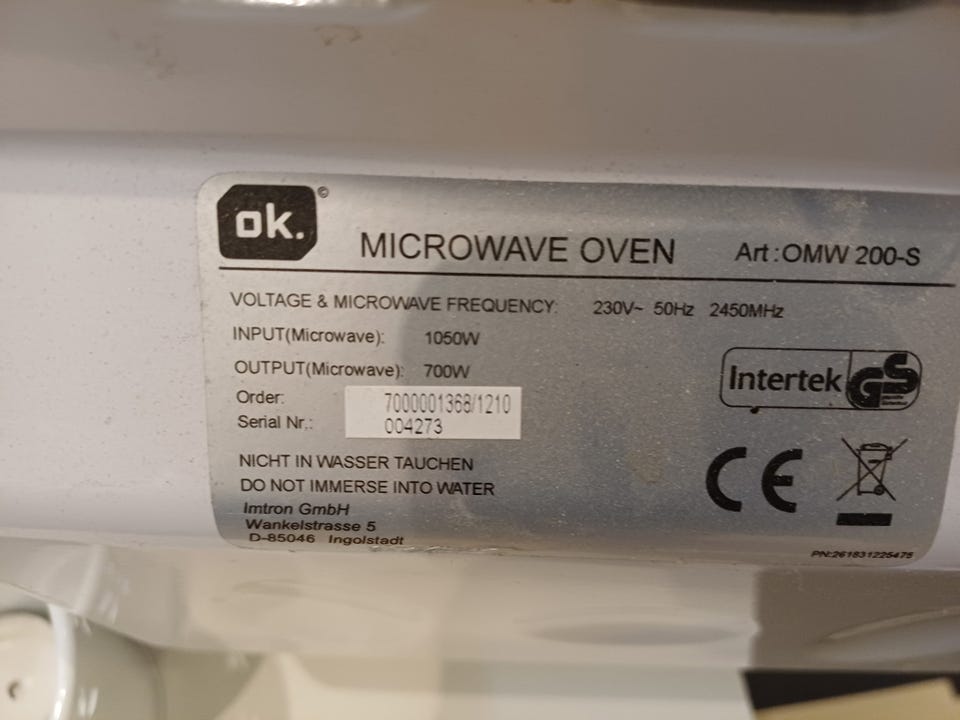 ok.©
MICROWAVE OVEN Art:OMW 200-S
VOLTAGE & MICROWAVE FREQUENCY: 230V~ 50Hz 2450MHz
INPUT(Microwave): 1050W
OUTPUT(Microwave): 700W
Order: 7000001368/1210
Serial Nr.: 004273
Intertek GS
NICHT IN WASSER TAUCHEN
DO NOT IMMERSE INTO WATER
CE
Imtron GmbH
Wankelstrasse 5
D-85046 Ingolstadt
PN:261831225475